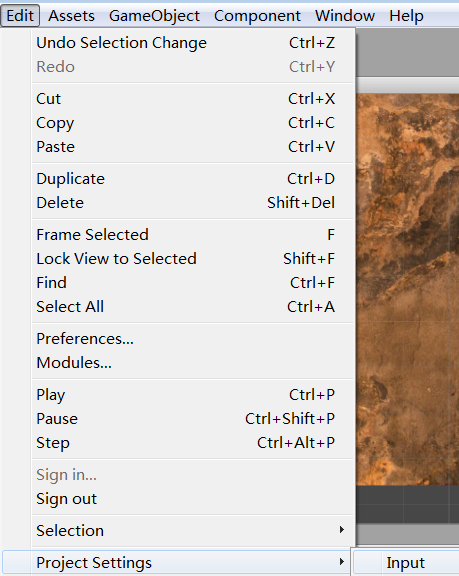 Edit Assets GameObject Component Window Help
Undo Selection Change Ctrl+Z
Redo Ctrl+Y
Cut Ctrl+X
Copy Ctrl+C
Paste Ctrl+V
Duplicate Ctrl+D
Delete Shift+Del
Frame Selected F
Lock View to Selected Shift+F
Find Ctrl+F
Select All Ctrl+A
Preferences...
Modules...
Play Ctrl+P
Pause Ctrl+Shift+P
Step Ctrl+Alt+P
Sign in...
Sign out
Selection
Project Settings Input